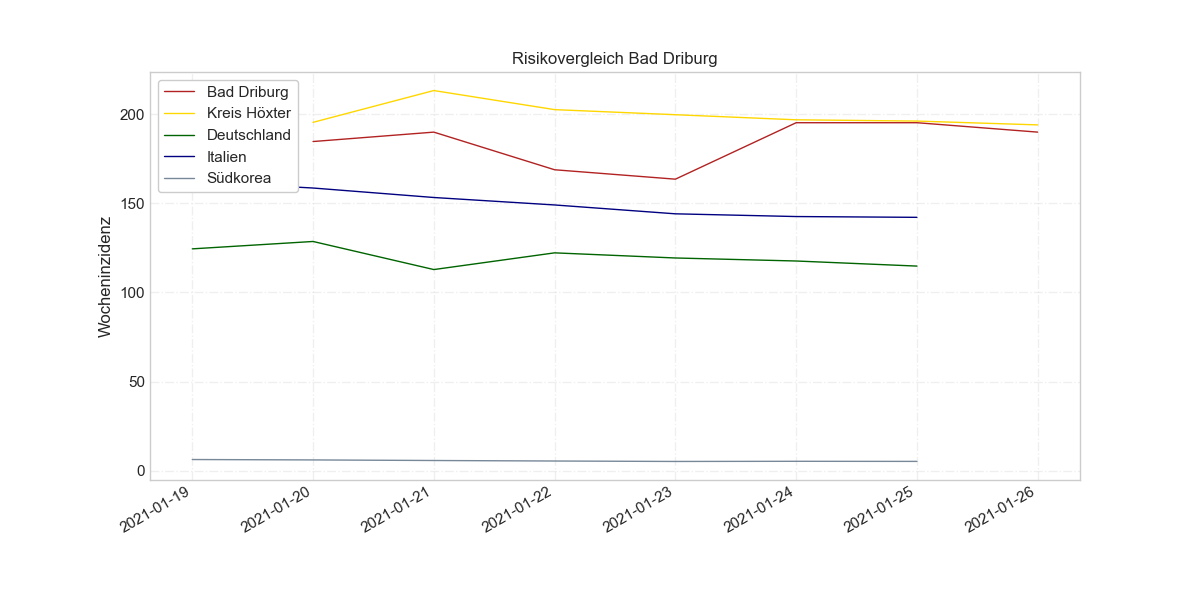 Risikovergleich Bad Driburg
Bad Driburg
Kreis Höxter
Deutschland
Italien
Südkorea
Wocheninzidenz
200
150
100
50
0
2021-01-19
2021-01-20
2021-01-21
2021-01-22
2021-01-23
2021-01-24
2021-01-25
2021-01-26